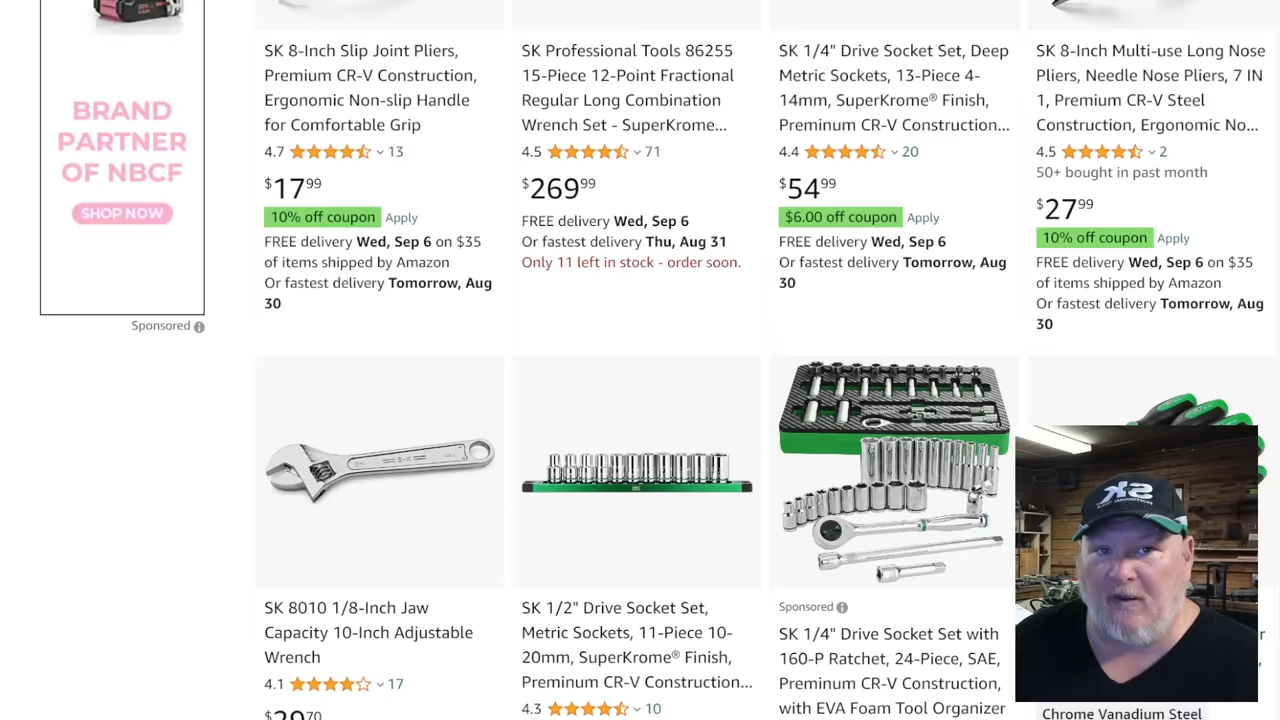 BRAND
PARTNER
OF NBCF
SHOP NOW
Sponsored
SK 8-Inch Slip Joint Pliers,
Premium CR-V Construction,
Ergonomic Non-slip Handle
for Comfortable Grip
4.7 13
$1799
10% off coupon Apply
FREE delivery Wed, Sep 6 on $35
of items shipped by Amazon
Or fastest delivery Tomorrow, Aug
30
SK Professional Tools 86255
15-Piece 12-Point Fractional
Regular Long Combination
Wrench Set - SuperKrome...
4.5 71
$26999
FREE delivery Wed, Sep 6
Or fastest delivery Thu, Aug 31
Only 11 left in stock - order soon.
SK 1/4" Drive Socket Set, Deep
Metric Sockets, 13-Piece 4-
14mm, SuperKrome® Finish,
Preminum CR-V Construction...
4.4 20
$5499
$6.00 off coupon Apply
FREE delivery Wed, Sep 6
Or fastest delivery Tomorrow, Aug
30
SK 8-Inch Multi-use Long Nose
Pliers, Needle Nose Pliers, 7 IN
1, Premium CR-V Steel
Construction, Ergonomic No...
4.5 2
50+ bought in past month
$2799
10% off coupon Apply
FREE delivery Wed, Sep 6 on $35
of items shipped by Amazon
Or fastest delivery Tomorrow, Aug
30
S-K
SK 8010 1/8-Inch Jaw
Capacity 10-Inch Adjustable
Wrench
4.1 17
$2970
SK 1/2" Drive Socket Set,
Metric Sockets, 11-Piece 10-
20mm, SuperKrome® Finish,
Preminum CR-V Construction...
4.3 10
Sponsored
SK 1/4" Drive Socket Set with
160-P Ratchet, 24-Piece, SAE,
Preminum CR-V Construction,
with EVA Foam Tool Organizer
SK
Chrome Vanadium Steel